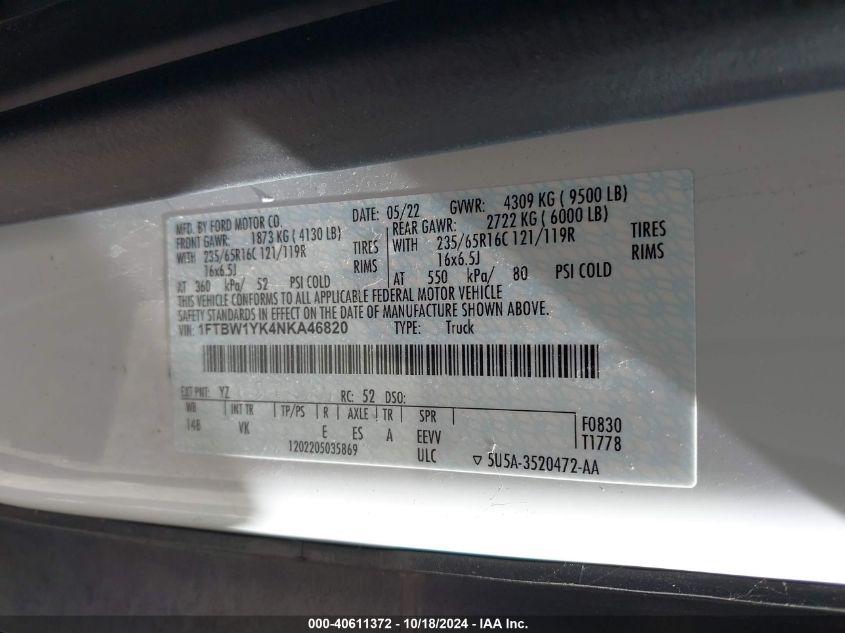 MFD. BY FORD MOTOR CO.
DATE: 05/22 GVWR: 4309 KG ( 9500 LB)
FRONT GAWR: 1873 KG ( 4130 LB)
REAR GAWR: 2722 KG ( 6000 LB)
WITH 235/65R16C 121/119R TIRES
WITH 235/65R16C 121/119R TIRES
16x6.5J RIMS
16x6.5J RIMS
AT 360 kPa/ 52 PSI COLD
AT 550 kPa/ 80 PSI COLD
THIS VEHICLE CONFORMS TO ALL APPLICABLE FEDERAL MOTOR VEHICLE
SAFETY STANDARDS IN EFFECT ON THE DATE OF MANUFACTURE SHOWN ABOVE.
VIN: 1FTBW1YK4NKA46820 TYPE: Truck
EXT PNT: YZ RC: 52 DSO:
WB INT TR TP/PS R AXLE TR SPR
148 VK E ES A EEVV
F0830
T1778
1202205035869 ULC
▽ 5U5A-3520472-AA
000-40611372 - 10/18/2024 - IAA Inc.